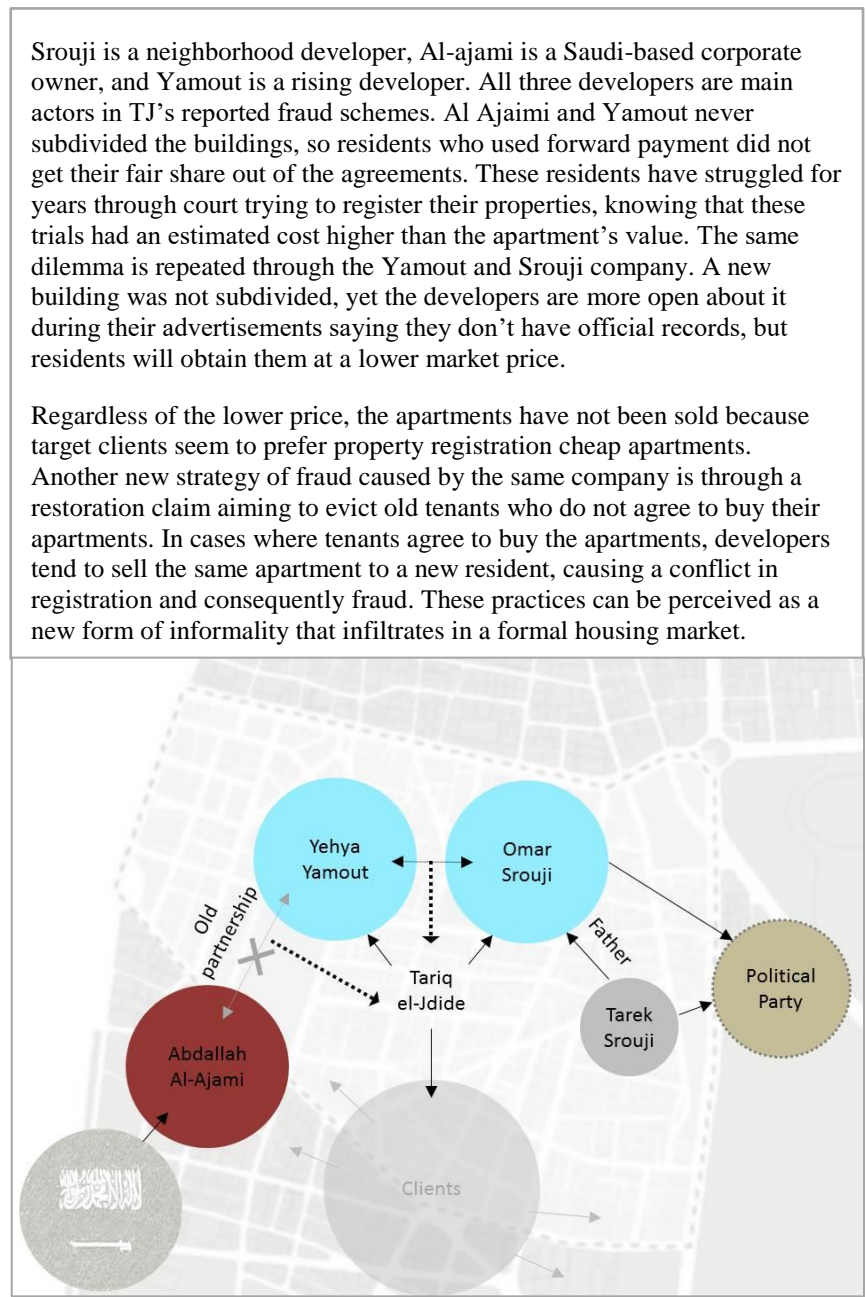 Srouji is a neighborhood developer, Al-ajami is a Saudi-based corporate
owner, and Yamout is a rising developer. All three developers are main
actors in TJ’s reported fraud schemes. Al Ajaimi and Yamout never
subdivided the buildings, so residents who used forward payment did not
get their fair share out of the agreements. These residents have struggled for
years through court trying to register their properties, knowing that these
trials had an estimated cost higher than the apartment’s value. The same
dilemma is repeated through the Yamout and Srouji company. A new
building was not subdivided, yet the developers are more open about it
during their advertisements saying they don’t have official records, but
residents will obtain them at a lower market price.
Regardless of the lower price, the apartments have not been sold because
target clients seem to prefer property registration cheap apartments.
Another new strategy of fraud caused by the same company is through a
restoration claim aiming to evict old tenants who do not agree to buy their
apartments. In cases where tenants agree to buy the apartments, developers
tend to sell the same apartment to a new resident, causing a conflict in
registration and consequently fraud. These practices can be perceived as a
new form of informality that infiltrates in a formal housing market.
Yehya
Yamout
Omar
Srouji
Old
partnership
Father
Tariq
el-Jdide
Political
Party
Tarek
Srouji
Abdallah
Al-Ajami
Clients